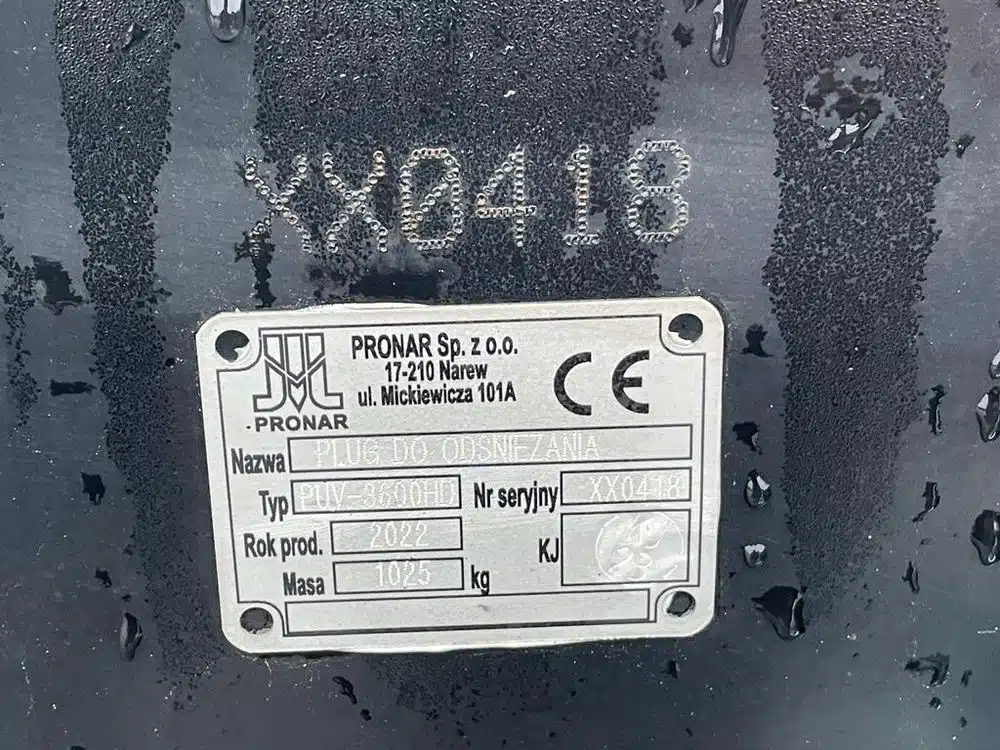 XX0418
PRONAR Sp. z o.o.
17-210 Narew
ul. Mickiewicza 101A
CE
PRONAR
Nazwa PLUG DO ODSNIEZANIA
Typ PUV-3600HD Nr seryjny XX0418
Rok prod. 2022 KJ
Masa 1025 kg